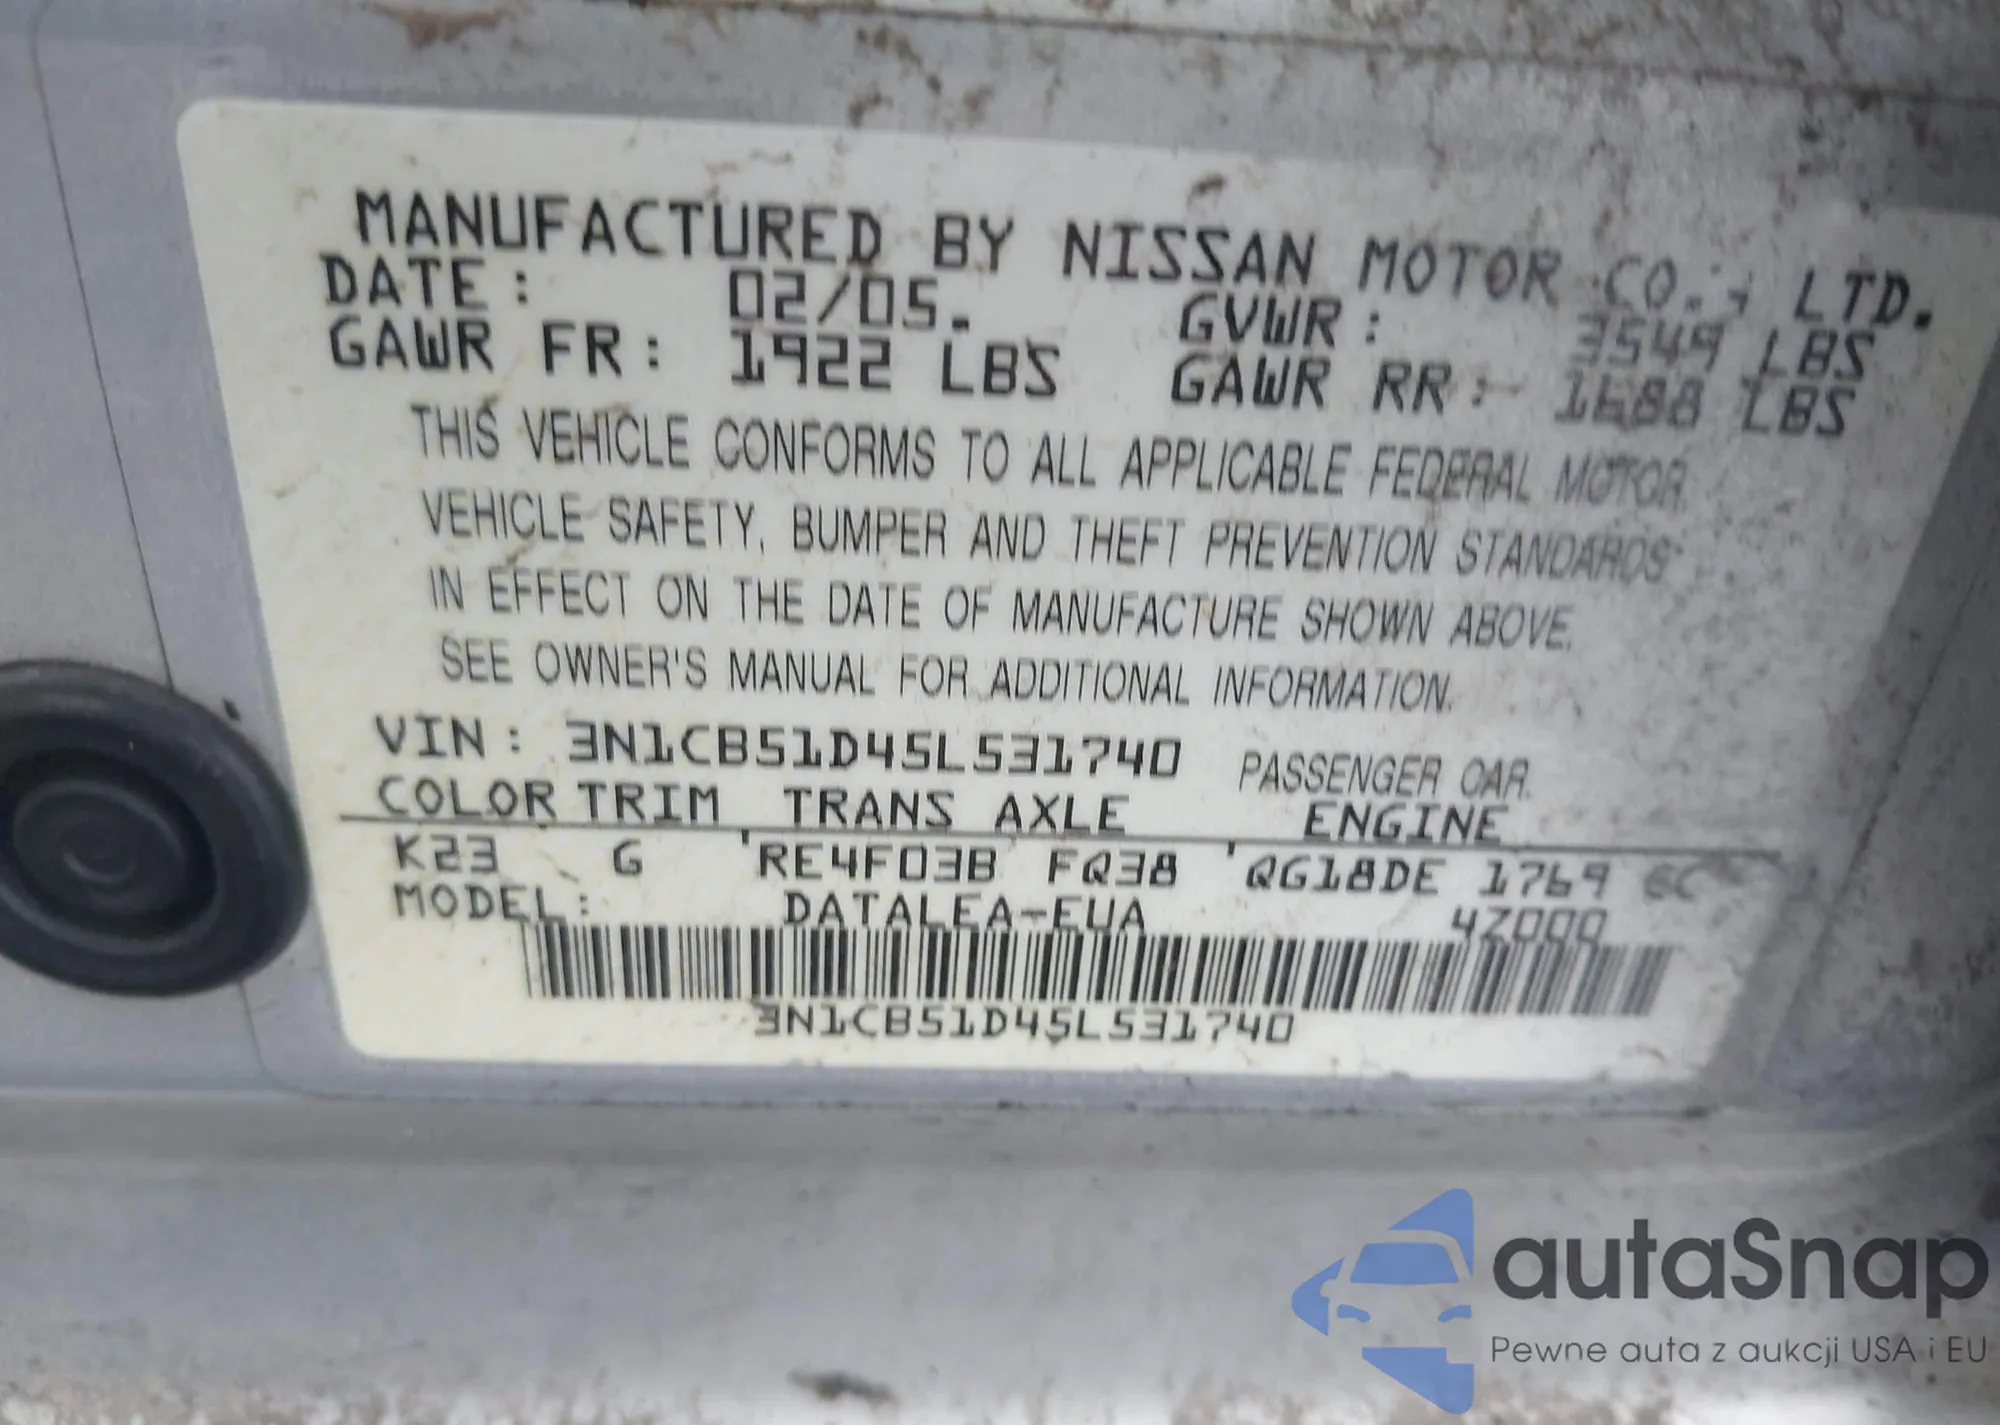 MANUFACTURED BY NISSAN MOTOR CO., LTD.
DATE: 02/05. GVWR: 3549 LBS
GAWR FR: 1922 LBS GAWR RR: 1688 LBS
THIS VEHICLE CONFORMS TO ALL APPLICABLE FEDERAL MOTOR
VEHICLE SAFETY, BUMPER AND THEFT PREVENTION STANDARDS
IN EFFECT ON THE DATE OF MANUFACTURE SHOWN ABOVE.
SEE OWNER'S MANUAL FOR ADDITIONAL INFORMATION.
VIN: 3N1CB51D45L531740 PASSENGER CAR
COLOR TRIM TRANS AXLE ENGINE
K23 G 'RE4F03B FQ38 'QG18DE 1769 CC
MODEL: DATALEA-EUA 4Z000
3N1CB51D45L531740
autaSnap
Pewne auta z aukcji USA i EU